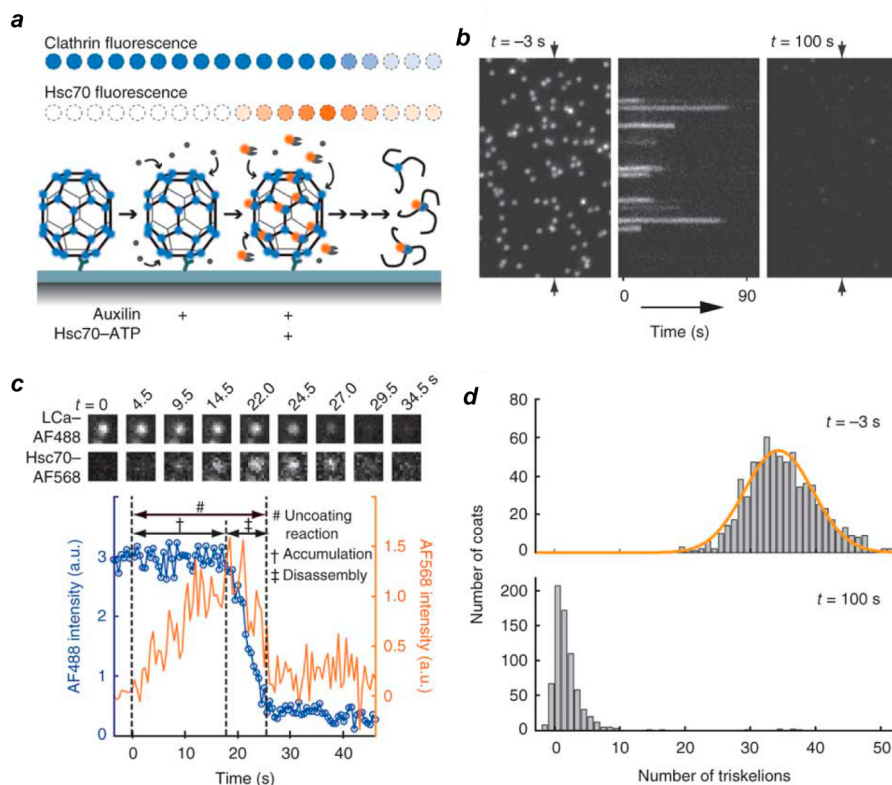 a
Clathrin fluorescence
Hsc70 fluorescence
Auxilin + +
Hsc70–ATP +
b
t = –3 s t = 100 s
0 90
Time (s)
c
t = 0 4.5 9.5 14.5 22.0 24.5 27.0 29.5 34.5 s
LCa–
AF488
Hsc70–
AF568
# # Uncoating
reaction
† ‡ † Accumulation
‡ Disassembly
AF488 intensity (a.u.)
3
2
1
0
AF568 intensity (a.u.)
1.5
1.0
0.5
0
0 10 20 30 40
Time (s)
d
t = –3 s
80
60
40
20
0
Number of coats
t = 100 s
200
150
100
50
0
0 10 20 30 40 50
Number of triskelions